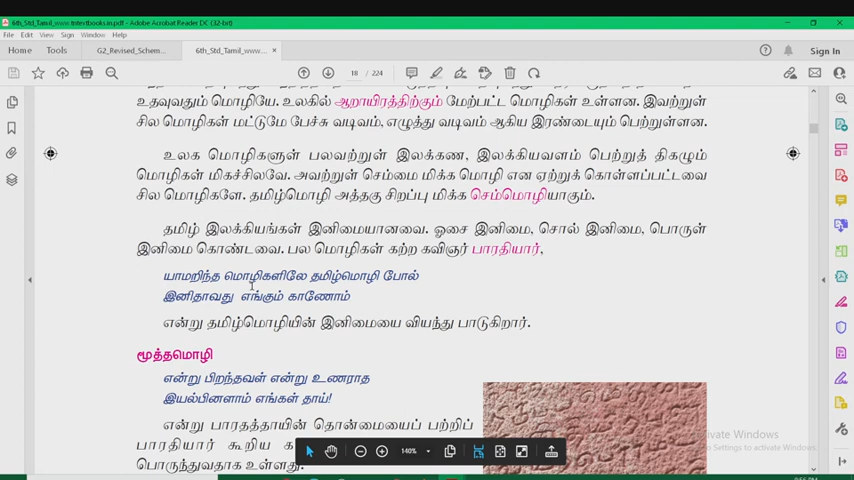 6th_Std_Tamil_www.tntextbooks.in.pdf - Adobe Acrobat Reader DC (32-bit)
File Edit View Sign Window Help
Home Tools G2_Revised_Schem... 6th_Std_Tamil_www.... × Sign In
18 / 224
உதவுவதும் மொழியே. உலகில் ஆறாயிரத்திற்கும் மேற்பட்ட மொழிகள் உள்ளன. இவற்றுள்
சில மொழிகள் மட்டுமே பேச்சு வடிவம், எழுத்து வடிவம் ஆகிய இரண்டையும் பெற்றுள்ளன.
உலக மொழிகளுள் பலவற்றுள் இலக்கண, இலக்கியவளம் பெற்றுத் திகழும்
மொழிகள் மிகச்சிலவே. அவற்றுள் செம்மை மிக்க மொழி என ஏற்றுக் கொள்ளப்பட்டவை
சில மொழிகளே. தமிழ்மொழி அத்தகு சிறப்பு மிக்க செம்மொழியாகும்.
தமிழ் இலக்கியங்கள் இனிமையானவை. ஓசை இனிமை, சொல் இனிமை, பொருள்
இனிமை கொண்டவை. பல மொழிகள் கற்ற கவிஞர் பாரதியார்,
யாமறிந்த மொழிகளிலே தமிழ்மொழி போல்
இனிதாவது எங்கும் காணோம்
என்று தமிழ்மொழியின் இனிமையை வியந்து பாடுகிறார்.
மூத்தமொழி
என்று பிறந்தவள் என்று உணராத
இயல்பினளாம் எங்கள் தாய்!
என்று பாரதத்தாயின் தொன்மையைப் பற்றிப்
பாரதியார் கூறிய க
பொருந்துவதாக உள்ளது.
140%
Activate Windows
Go to Settings to activate Windows.